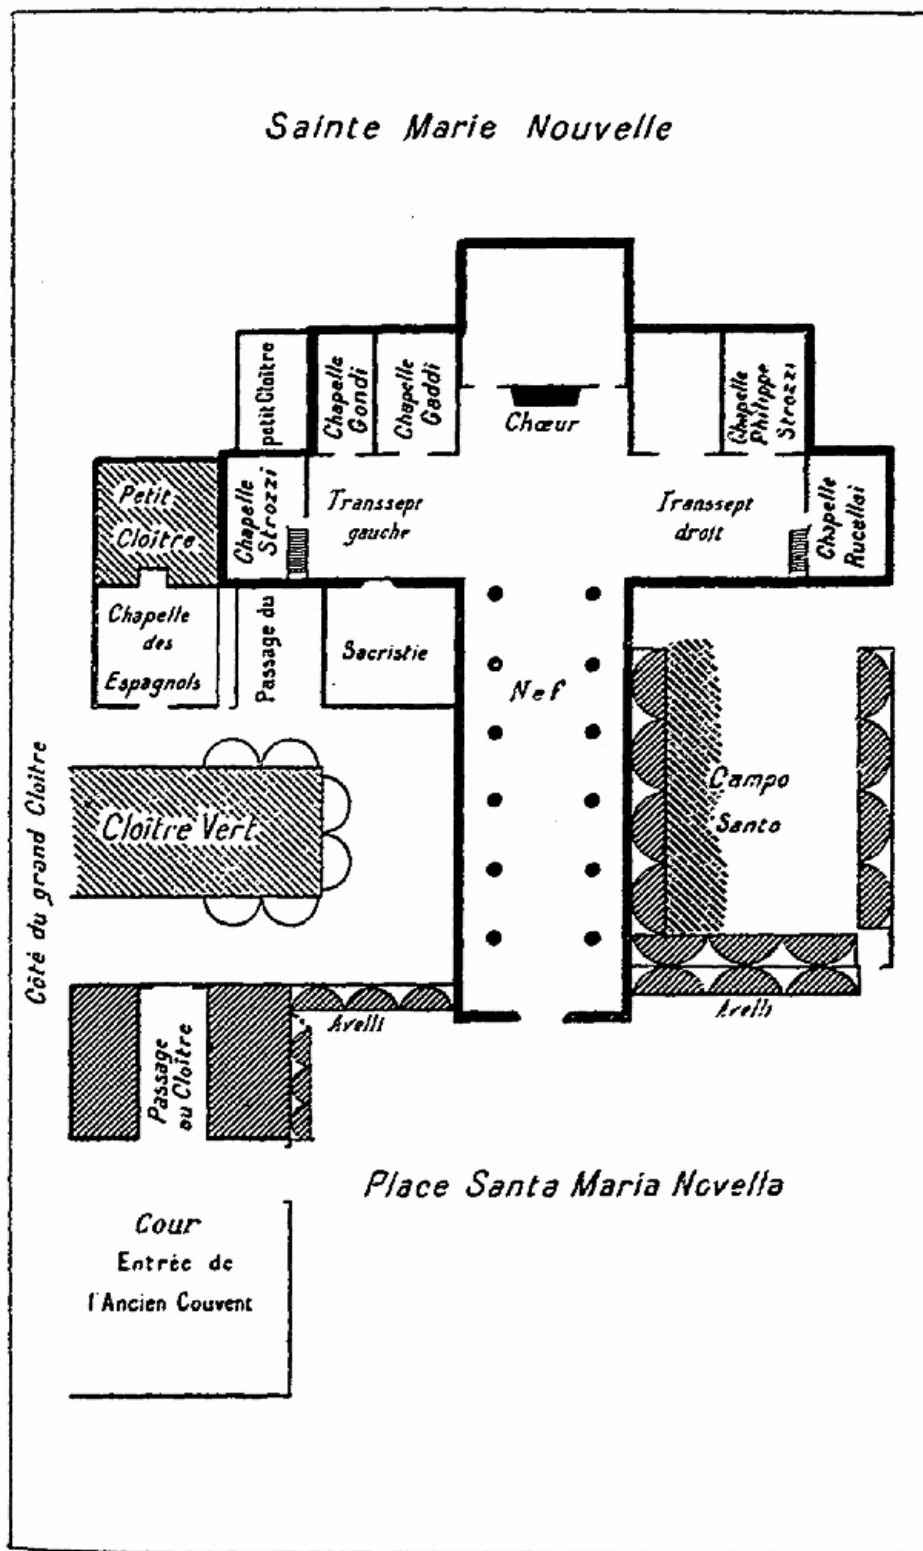 Sainte Marie Nouvelle
petit Cloître
Chapelle
Gondi
Chapelle
Gaddi
Chœur
Chapelle
Philippe
Strozzi
Petit
Cloître
Chapelle
Strozzi
Transsept
gauche
Transsept
droit
Chapelle
Rucellai
Chapelle
des
Espagnols
Passage du
Sacristie
Nef
Côté du grand Cloître
Cloître Vert
Campo
Santo
Passage
au Cloître
Avelli
Avelli
Place Santa Maria Novella
Cour
Entrée de
l'Ancien Couvent